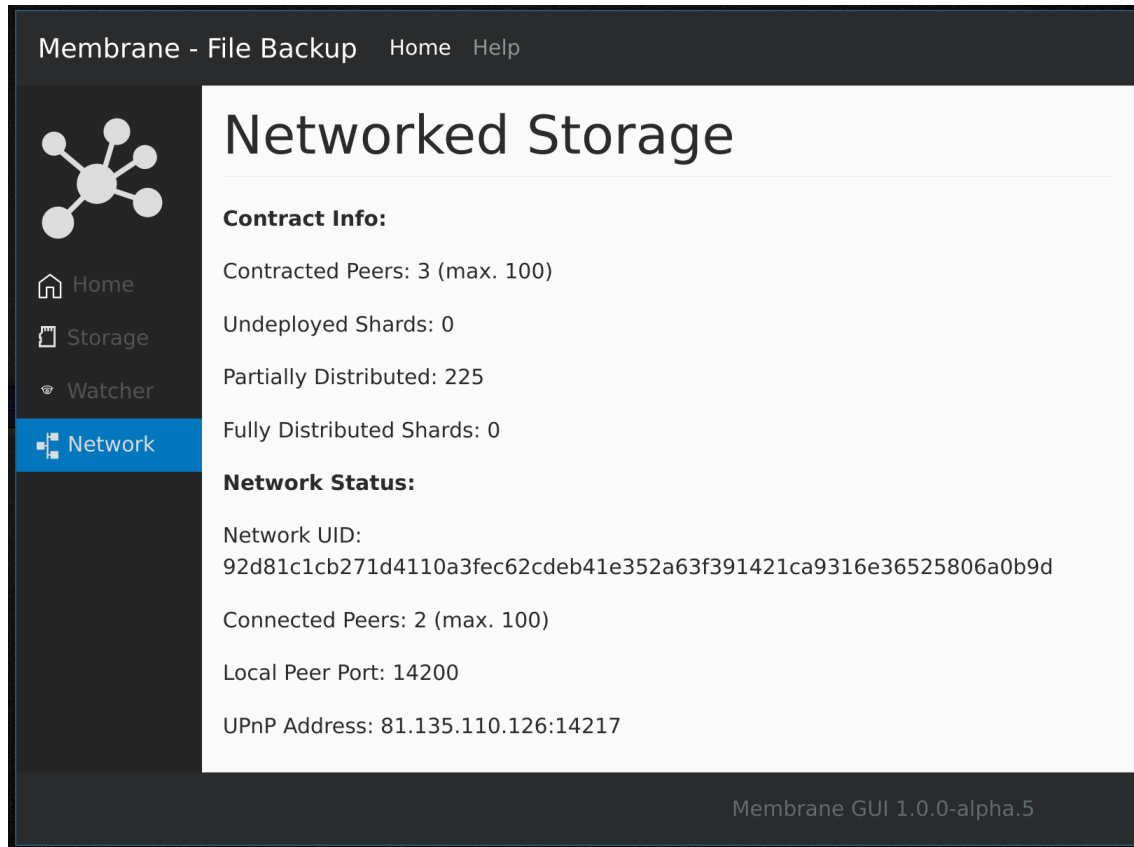 Membrane - File Backup Home Help
Networked Storage
Contract Info:
Contracted Peers: 3 (max. 100)
Undeployed Shards: 0
Partially Distributed: 225
Fully Distributed Shards: 0
Network Status:
Network UID:
92d81c1cb271d4110a3fec62cdeb41e352a63f391421ca9316e36525806a0b9d
Connected Peers: 2 (max. 100)
Local Peer Port: 14200
UPnP Address: 81.135.110.126:14217
Home
Storage
Watcher
Network
Membrane GUI 1.0.0-alpha.5